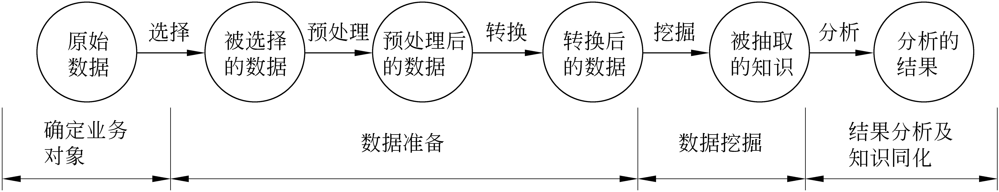 原始
数据
选择
被选择
的数据
预处理
预处理后
的数据
转换
转换后
的数据
挖掘
被抽取
的知识
分析
分析的
结果
确定业务
对象
数据准备
数据挖掘
结果分析及
知识同化